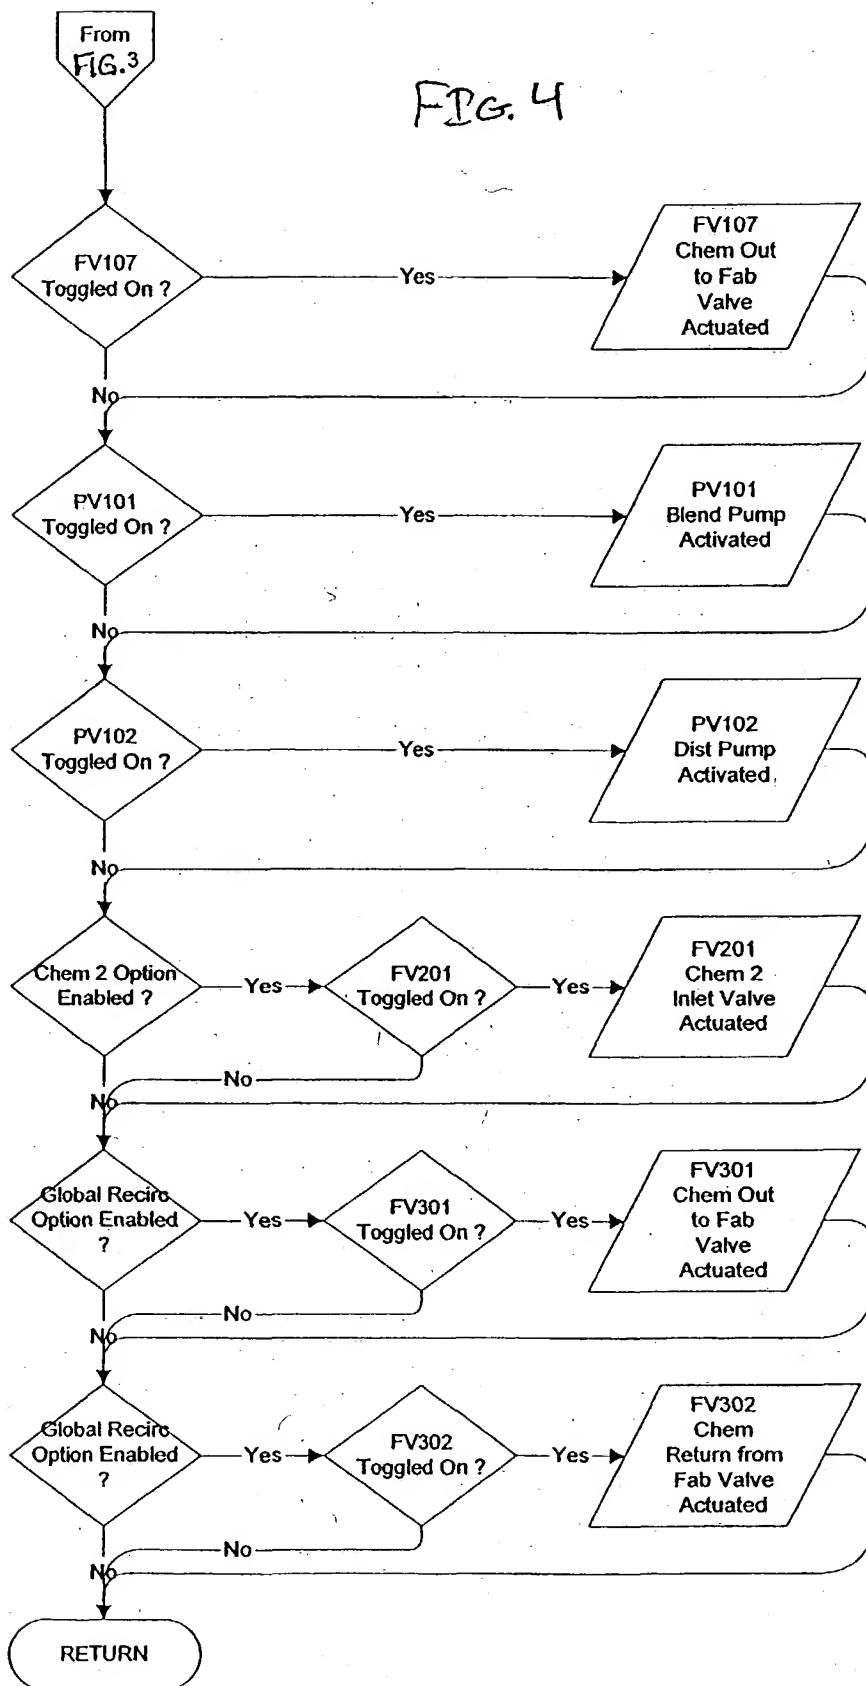 From
FIG.3
FIG. 4
FV107
Toggled On ?
Yes
FV107
Chem Out
to Fab
Valve
Actuated
No
PV101
Toggled On ?
Yes
PV101
Blend Pump
Activated
No
PV102
Toggled On ?
Yes
PV102
Dist Pump
Activated
No
Chem 2 Option
Enabled ?
Yes
FV201
Toggled On ?
Yes
FV201
Chem 2
Inlet Valve
Actuated
No
No
Global Recirc
Option Enabled
?
Yes
FV301
Toggled On ?
Yes
FV301
Chem Out
to Fab
Valve
Actuated
No
No
Global Recirc
Option Enabled
?
Yes
FV302
Toggled On ?
Yes
FV302
Chem
Return from
Fab Valve
Actuated
No
No
RETURN